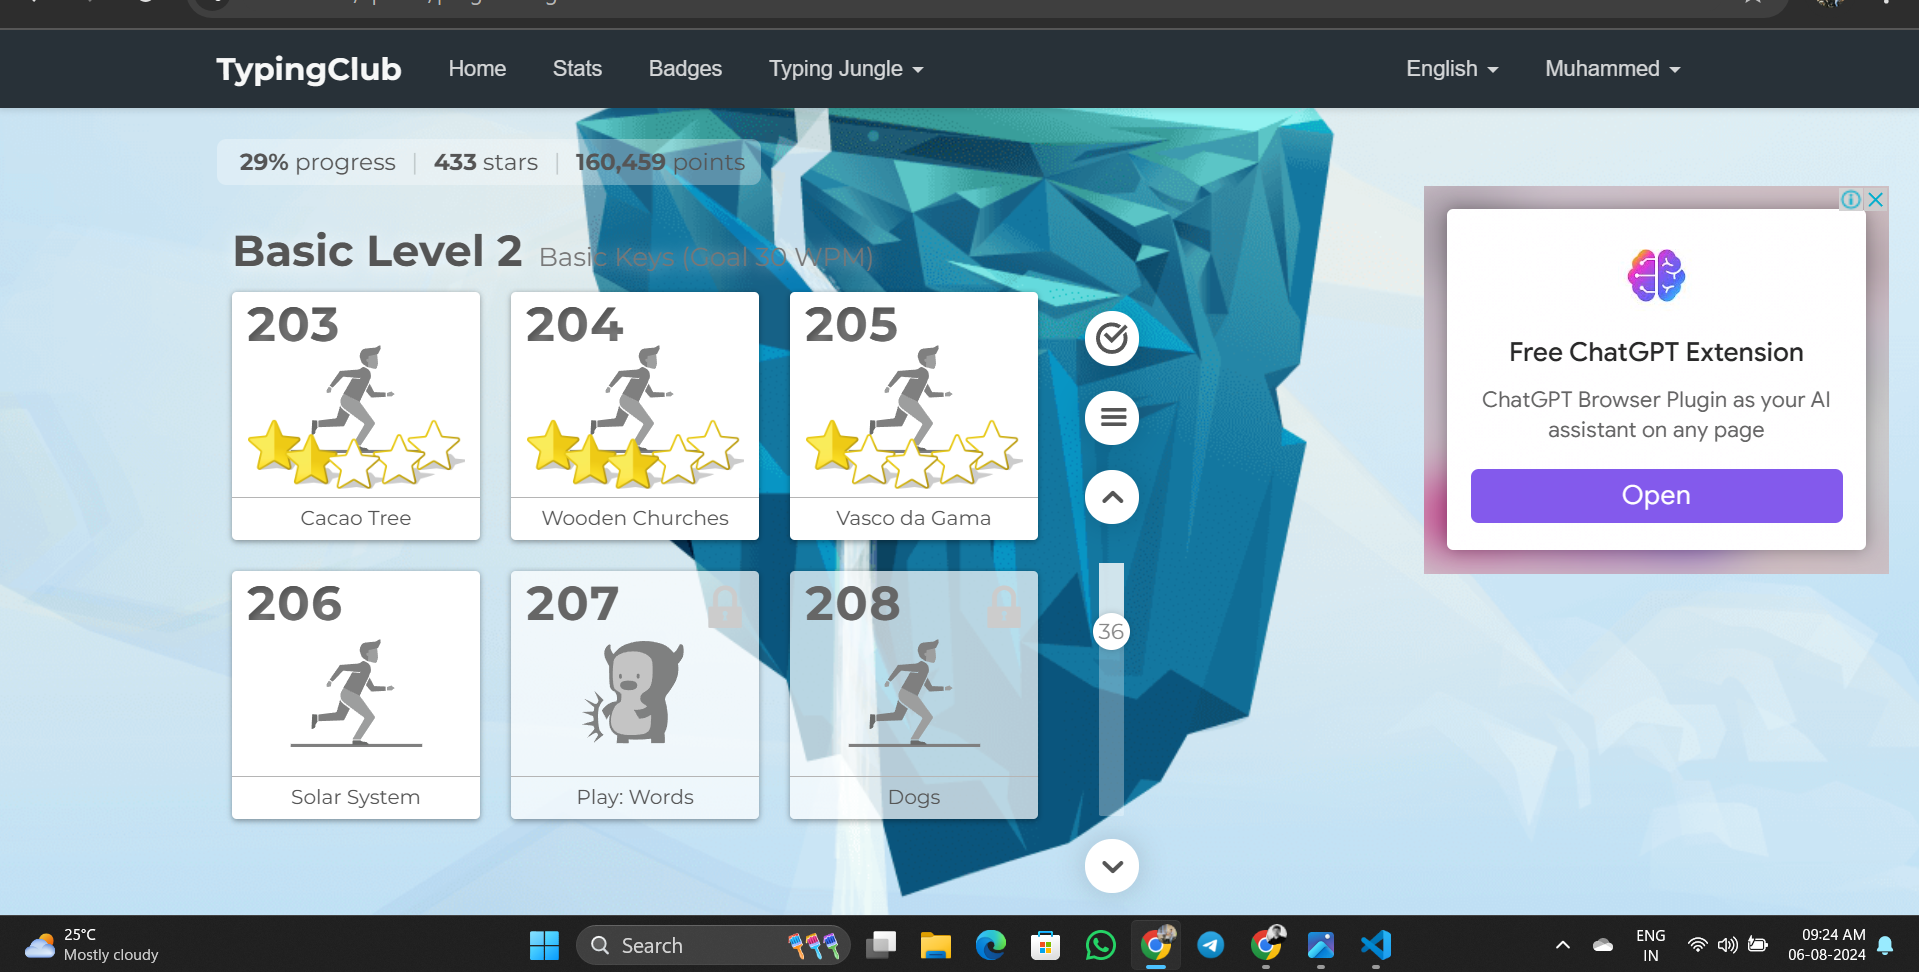 TypingClub Home Stats Badges Typing Jungle English Muhammed
29% progress | 433 stars | 160,459 points
Basic Level 2 Basic Keys (Goal 30 WPM)
203 204 205
Cacao Tree Wooden Churches Vasco da Gama
206 207 208
36
Solar System Play: Words Dogs
Free ChatGPT Extension
ChatGPT Browser Plugin as your AI
assistant on any page
Open
25°C
Mostly cloudy
Search
ENG
IN
09:24 AM
06-08-2024